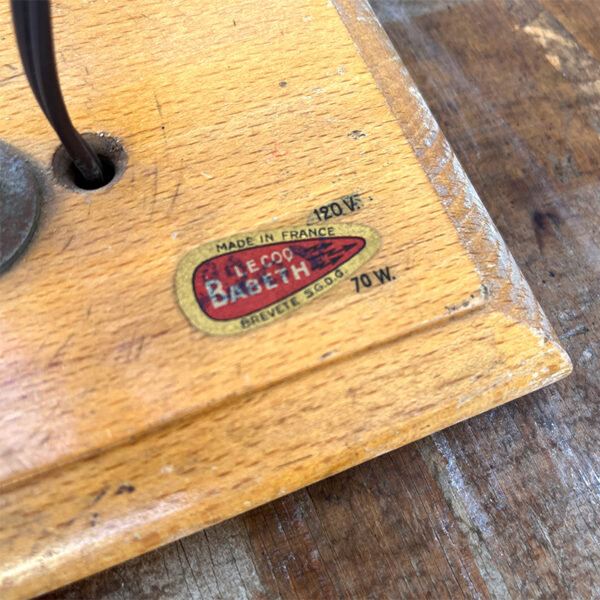 120 V.
MADE IN FRANCE
LE COQ
BABETH
BREVETE S.G.D.G
70 W.